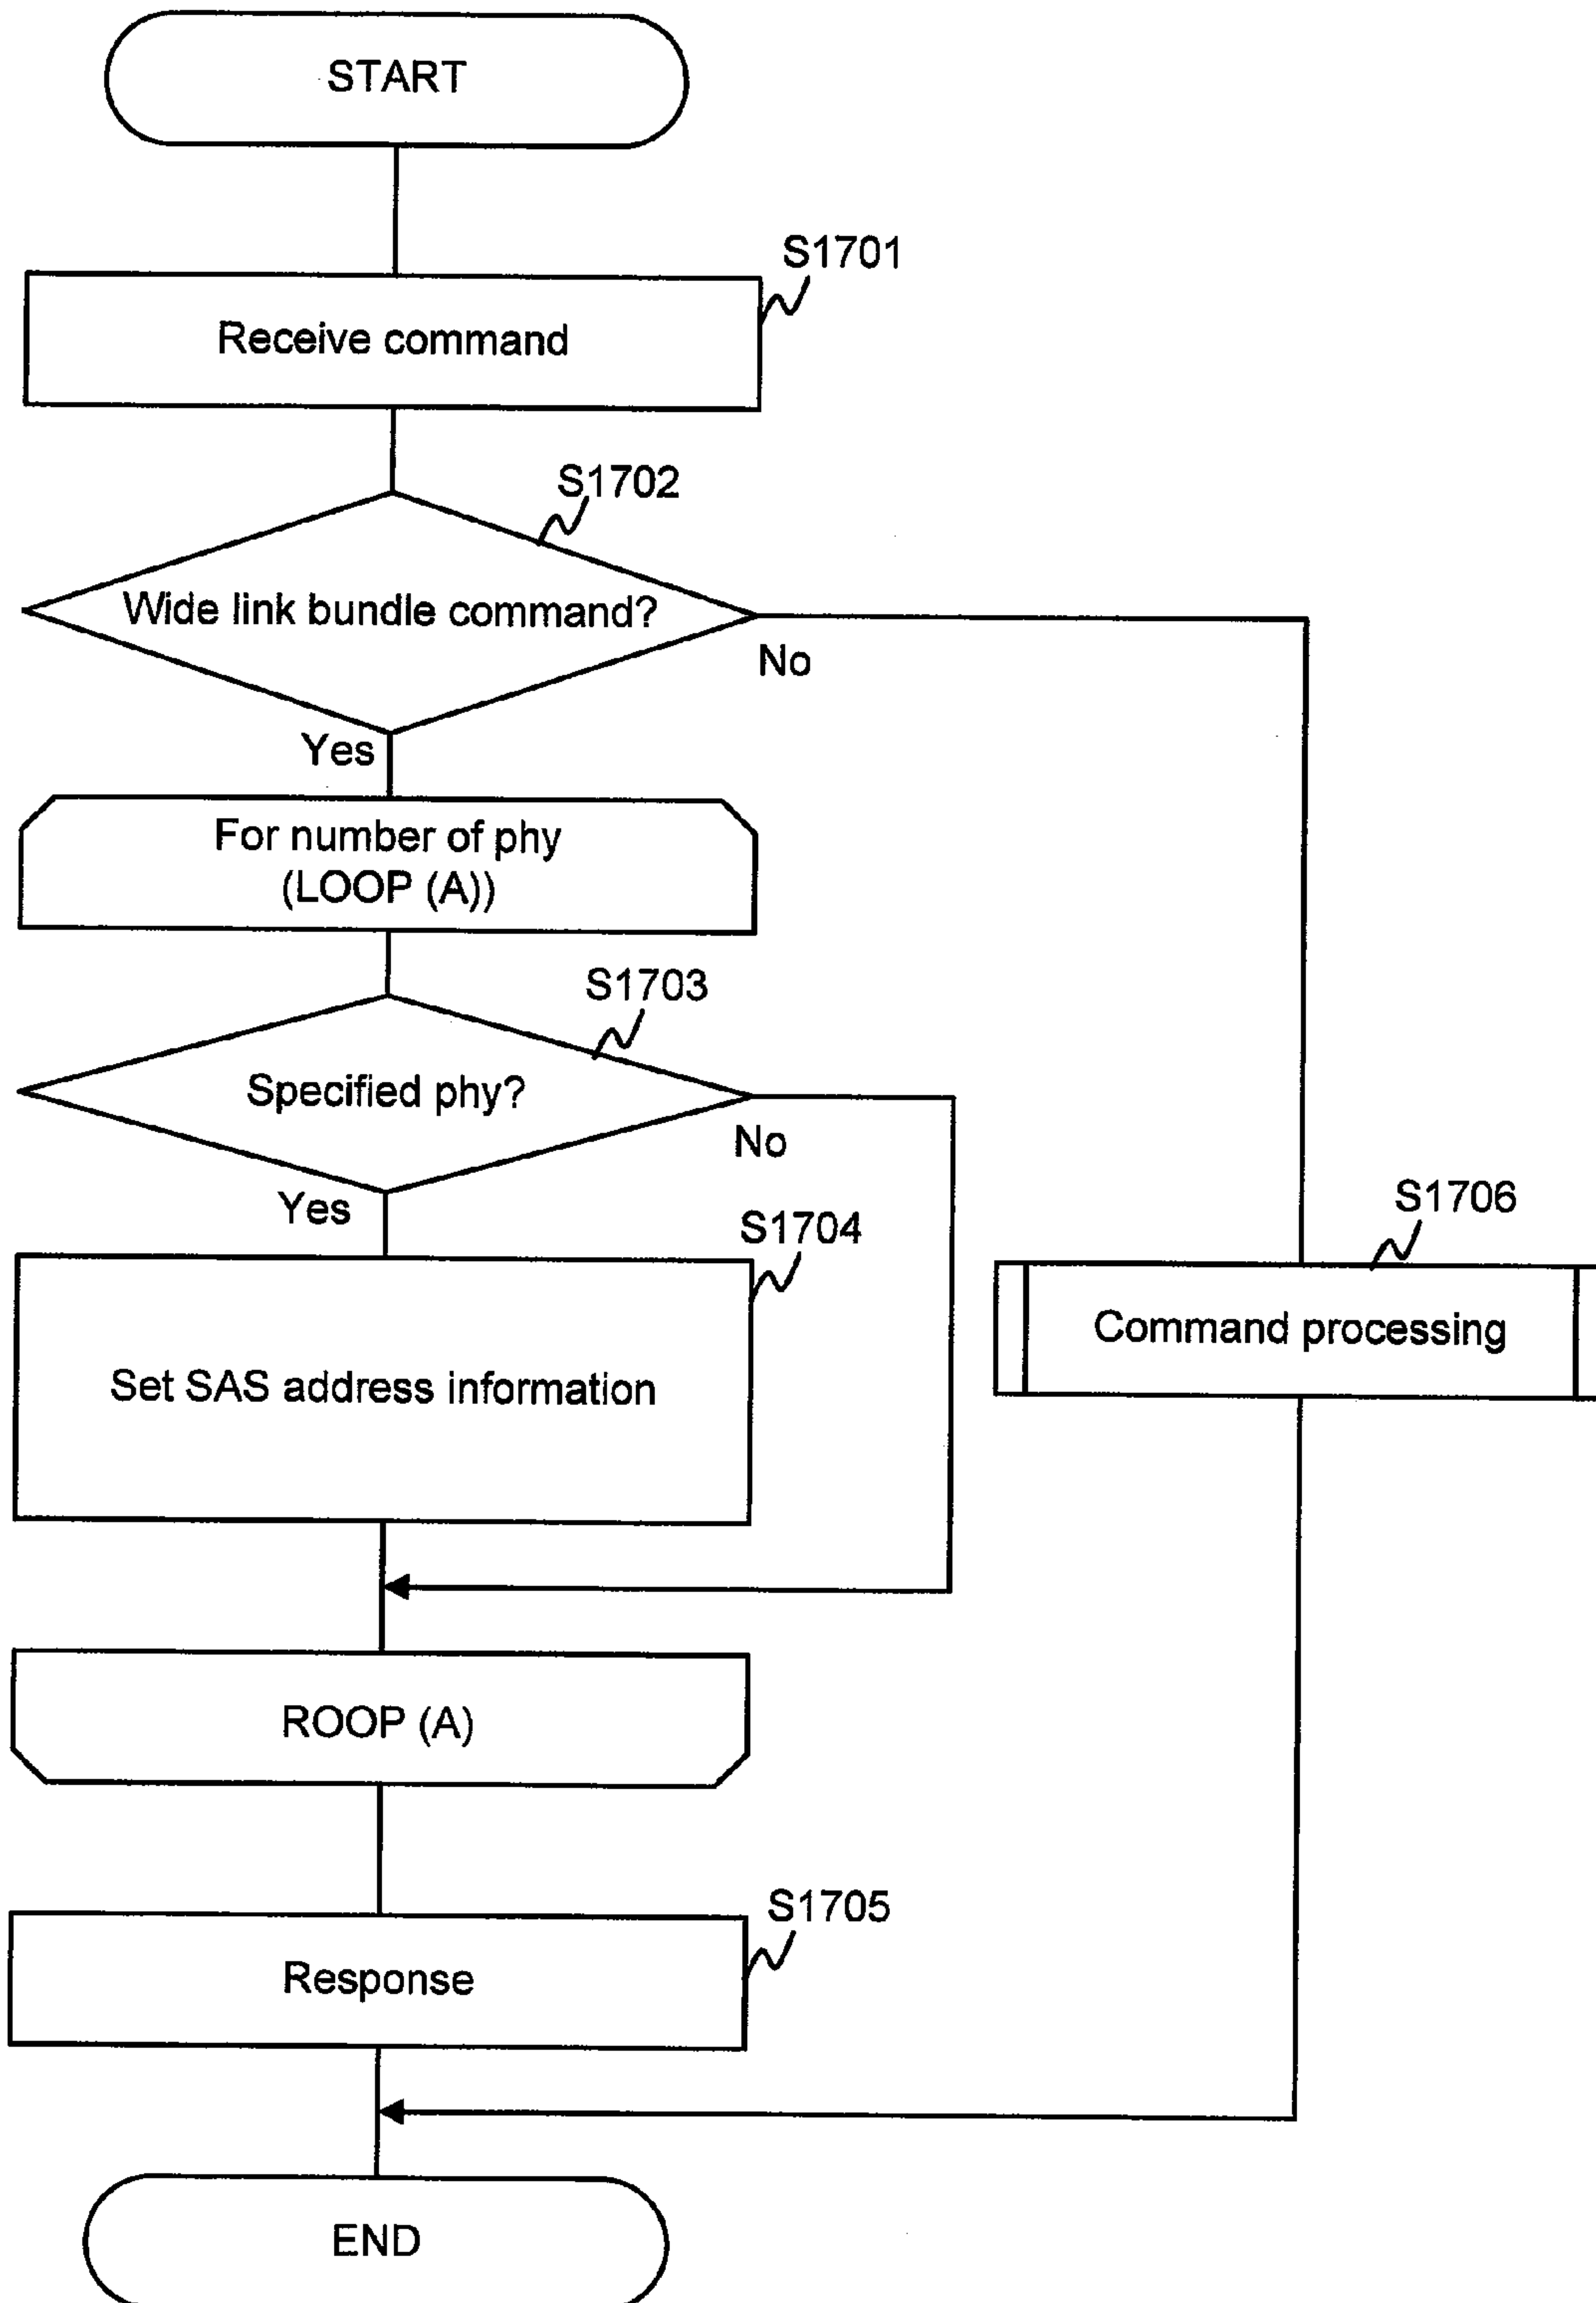 START
S1701
Receive command
S1702
Wide link bundle command?
No
Yes
For number of phy
(LOOP (A))
S1703
Specified phy?
No
Yes
S1704
Set SAS address information
S1706
Command processing
ROOP (A)
S1705
Response
END